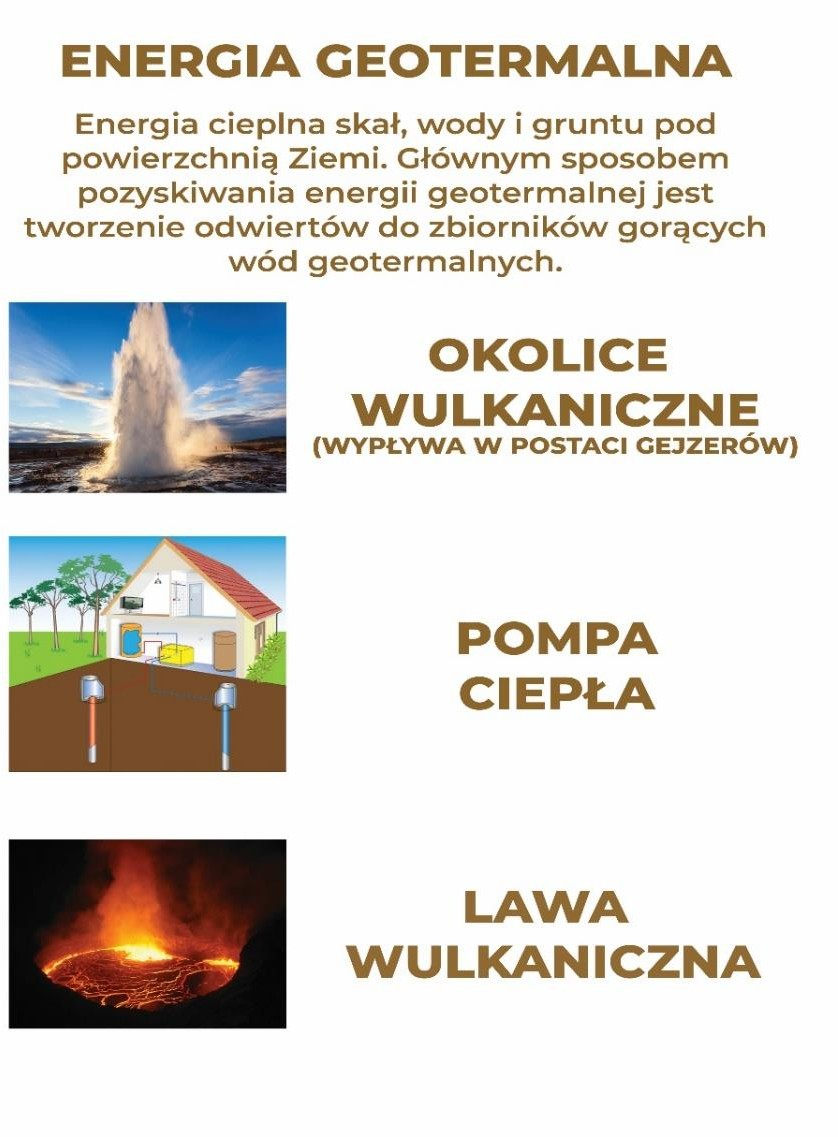 ENERGIA GEOTERMALNA
Energia cieplna skał, wody i gruntu pod
powierzchnią Ziemi. Głównym sposobem
pozyskiwania energii geotermalnej jest
tworzenie odwiertów do zbiorników gorących
wód geotermalnych.
OKOLICE
WULKANICZNE
(WYPŁYWA W POSTACI GEJZERÓW)
POMPA
CIEPŁA
LAWA
WULKANICZNA